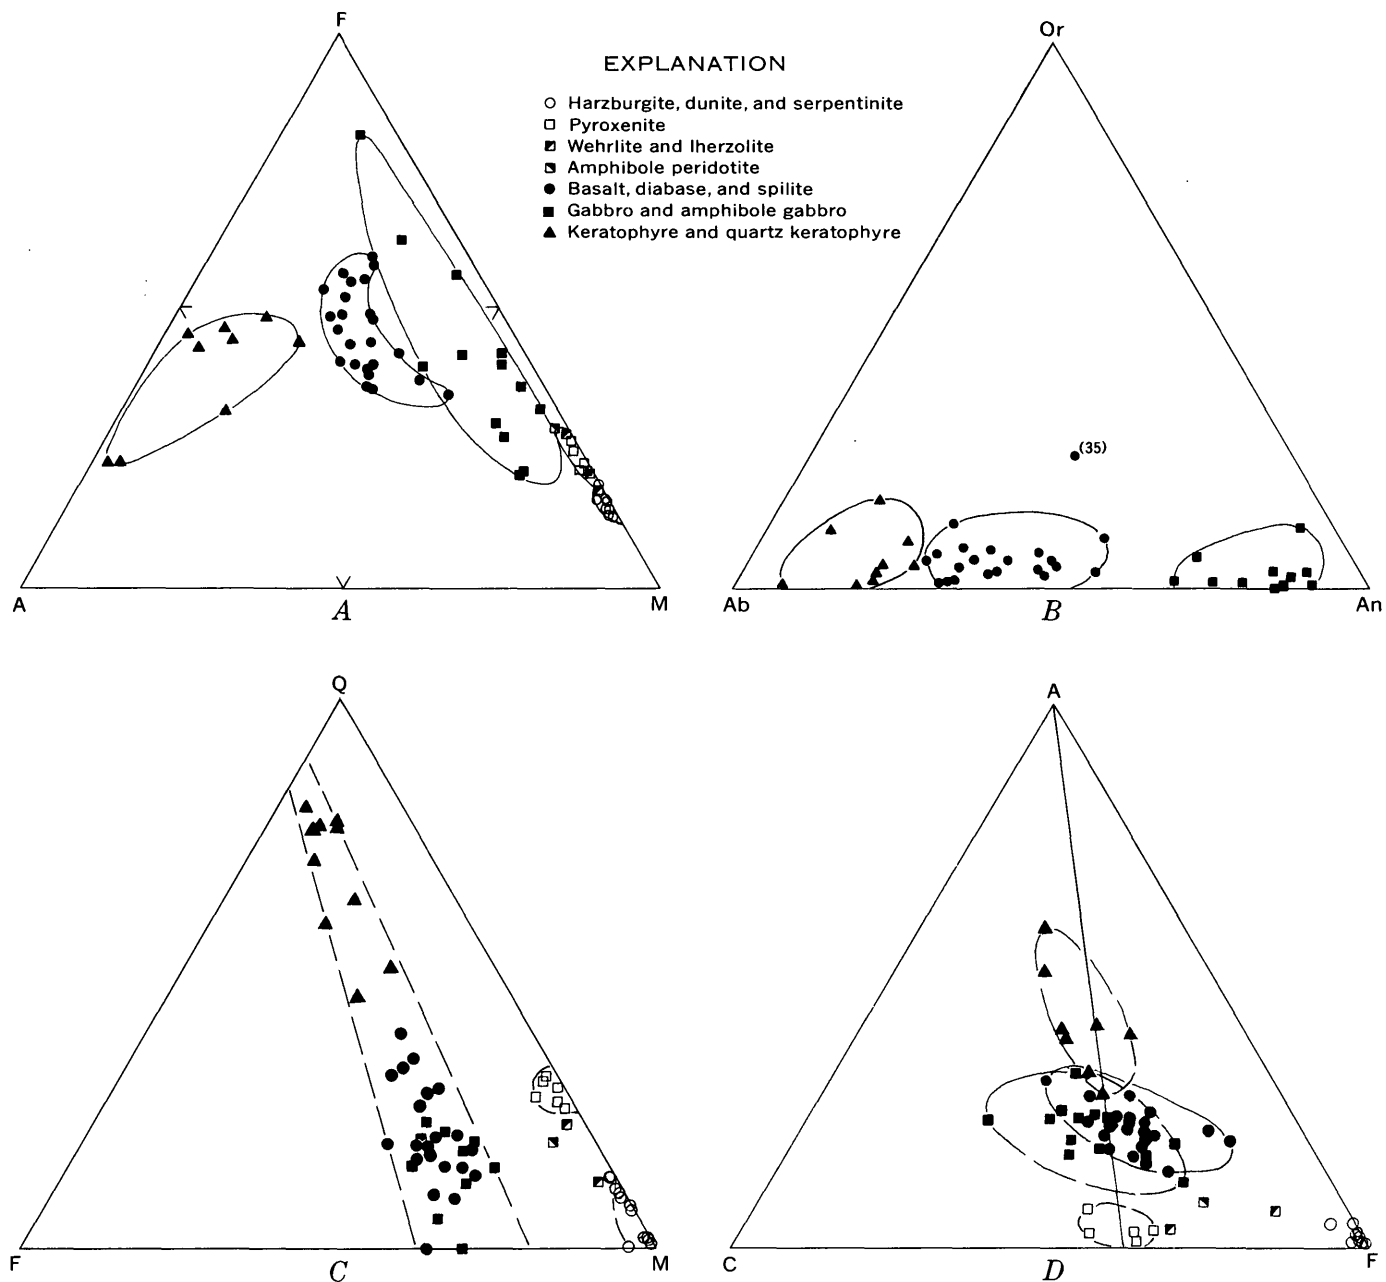 F
Or
EXPLANATION
Harzburgite, dunite, and serpentinite
Pyroxenite
Wehrlite and lherzolite
Amphibole peridotite
Basalt, diabase, and spilite
Gabbro and amphibole gabbro
Keratophyre and quartz keratophyre
(35)
A
M
Ab
An
A
B
Q
A
F
M
C
F
C
D